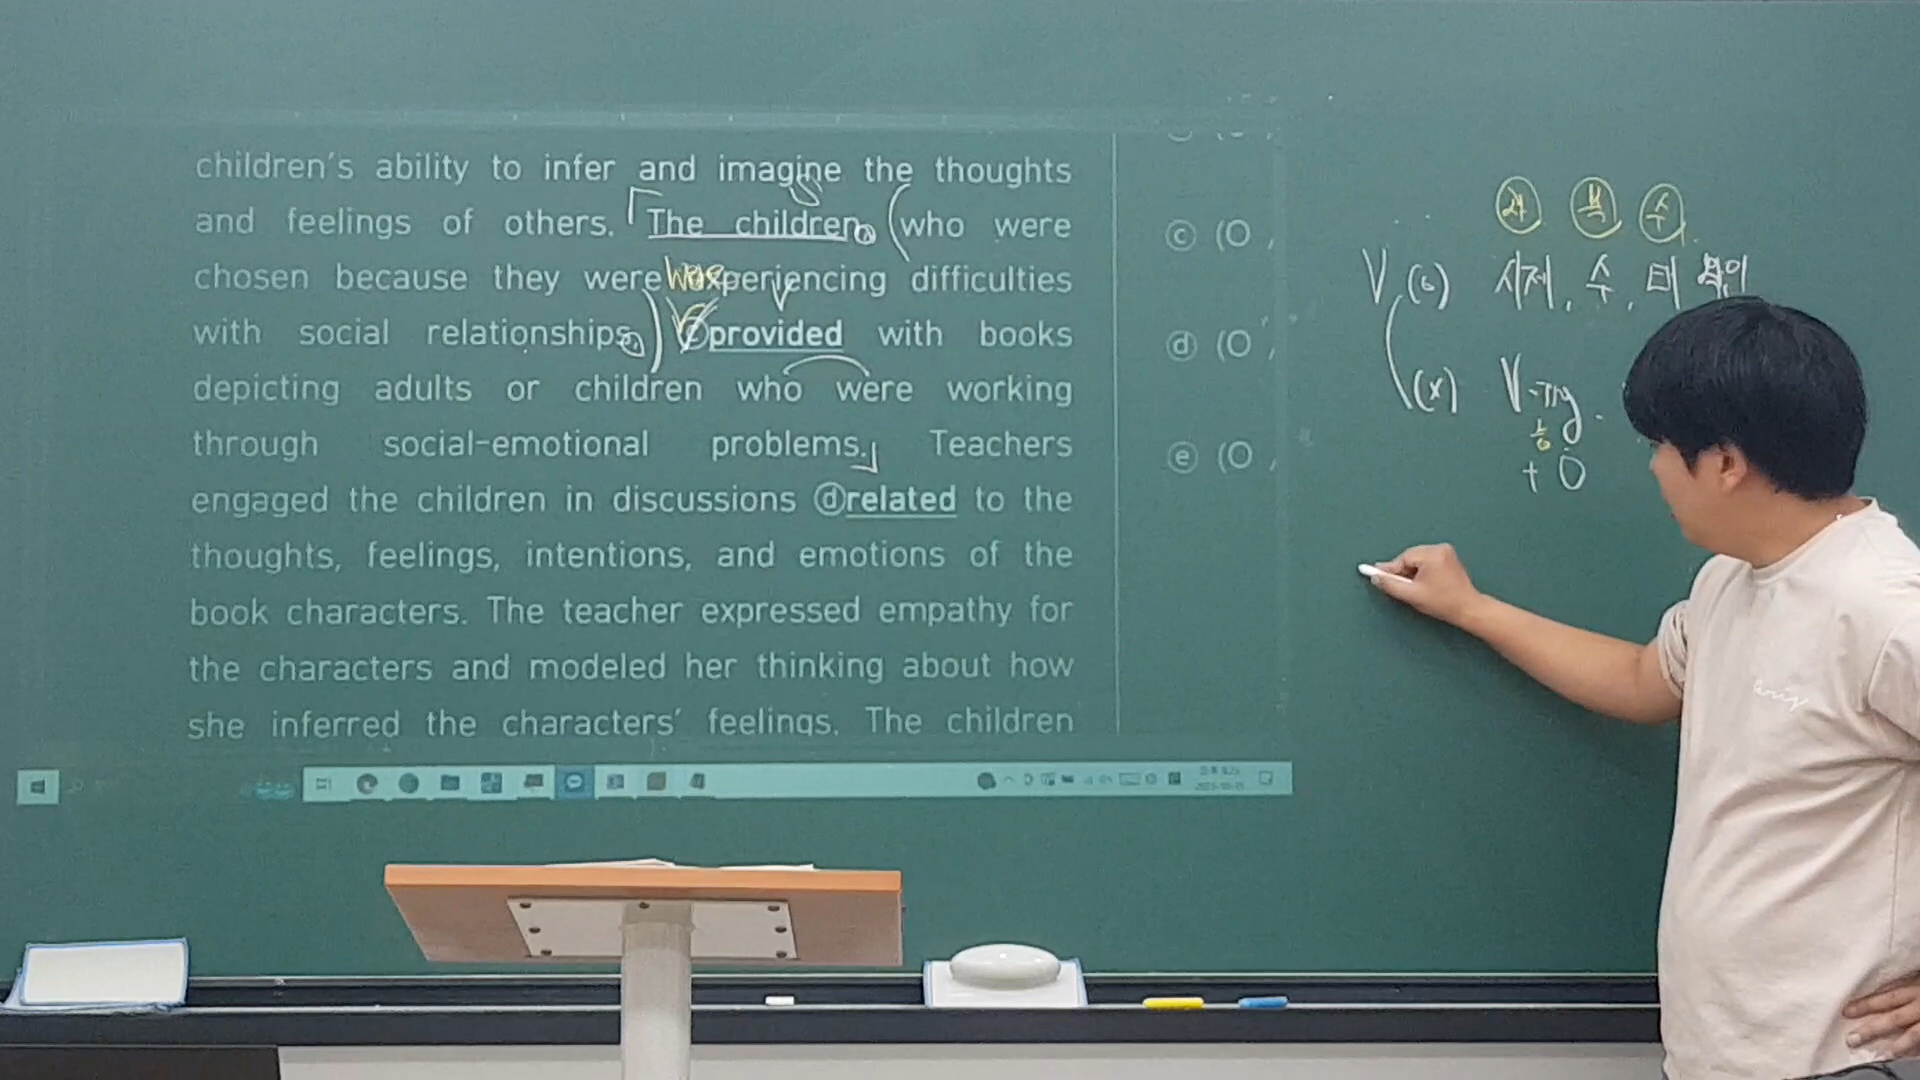 children's ability to infer and imagine the thoughts
S
and feelings of others. The children, (who were
were
chosen because they were experiencing difficulties
V
with social relationships,) ⓒprovided with books
depicting adults or children who were working
through social-emotional problems. Teachers
engaged the children in discussions ⓓrelated to the
thoughts, feelings, intentions, and emotions of the
book characters. The teacher expressed empathy for
the characters and modeled her thinking about how
she inferred the characters' feelings. The children
ⓒ (O ,
ⓓ (O ,
ⓔ (O ,
과 복 수
V (o) 시제, 수, 태
(x) V-ing
+ O